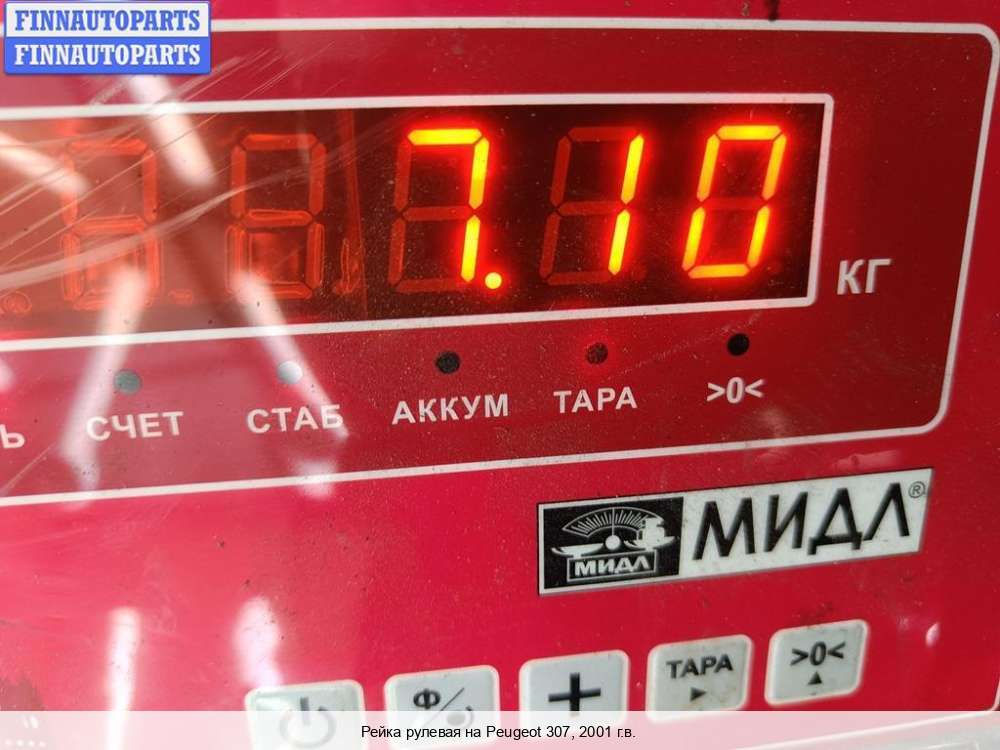 FINNAUTOPARTS
FINNAUTOPARTS
7.10
КГ
Ь СЧЕТ СТАБ АККУМ ТАРА >0<
МИДЛ МИДЛ®
Ф/ + ТАРА >0<
Рейка рулевая на Peugeot 307, 2001 г.в.